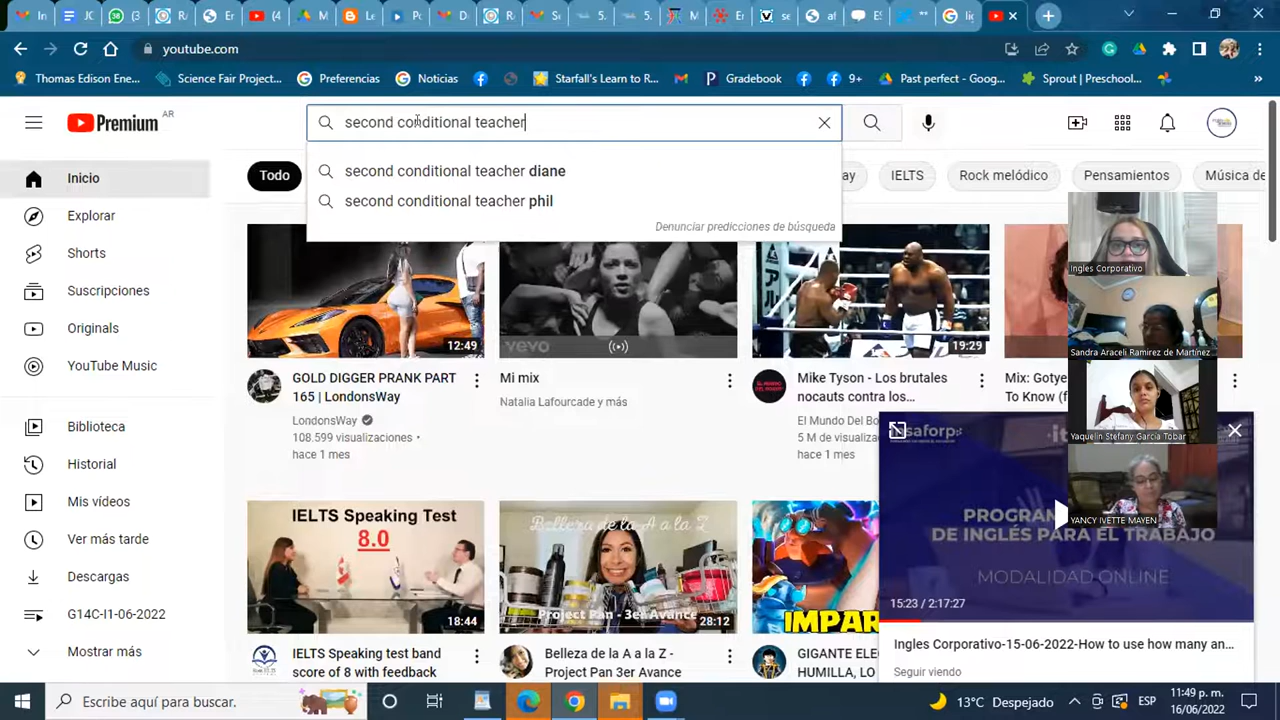 youtube.com
Thomas Edison Ene...
Science Fair Project...
Preferencias
Noticias
Starfall's Learn to R...
Gradebook
9+
Past perfect - Goog...
Sprout | Preschool...
»
Premium AR
second conditional teacher
second conditional teacher diane
second conditional teacher phil
Denunciar predicciones de búsqueda
Todo
IELTS
Rock melódico
Pensamientos
Música de
Inicio
Explorar
Shorts
Suscripciones
Originals
YouTube Music
Biblioteca
Historial
Mis vídeos
Ver más tarde
Descargas
G14C-I1-06-2022
Mostrar más
12:49
GOLD DIGGER PRANK PART
165 | LondonsWay
LondonsWay
108.599 visualizaciones •
hace 1 mes
vevo
Mi mix
Natalia Lafourcade y más
19:29
Mike Tyson - Los brutales
nocauts contra los...
El Mundo Del Bo
5 M de visualiza
hace 1 mes
Mix: Gotye
To Know (f
Ingles Corporativo
Sandra Araceli Ramirez de Martínez
Yaquelin Stefany Garcia Tobar
YANCY IVETTE MAYEN
IELTS Speaking Test
8.0
18:44
IELTS Speaking test band
score of 8 with feedback
Belleza de la A a la Z
Project Pan - 3er Avance
28:12
Belleza de la A a la Z -
Project Pan 3er Avance
IMPAR
GIGANTE ELE
HUMILLA, LO
saforp
PROGRAM
DE INGLÉS PARA EL TRABAJO
MODALIDAD ONLINE
15:23 / 2:17:27
Ingles Corporativo-15-06-2022-How to use how many an...
Seguir viendo
Escribe aquí para buscar.
13°C Despejado
ESP
11:49 p. m.
16/06/2022